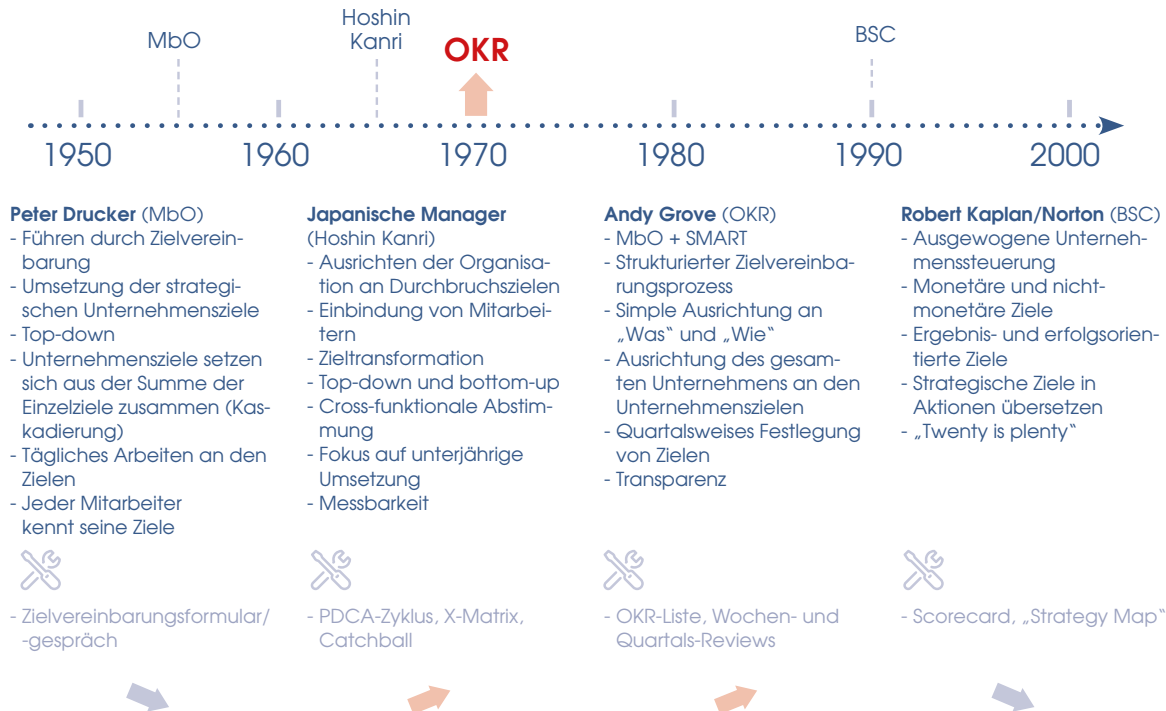 MbO
Hoshin
Kanri
OKR
BSC
1950
1960
1970
1980
1990
2000
Peter Drucker (MbO)
- Führen durch Zielverein-
barung
- Umsetzung der strategi-
schen Unternehmensziele
- Top-down
- Unternehmensziele setzen
sich aus der Summe der
Einzelziele zusammen (Kas-
kadierung)
- Tägliches Arbeiten an den
Zielen
- Jeder Mitarbeiter
kennt seine Ziele
- Zielvereinbarungsformular/
-gespräch
Japanische Manager
(Hoshin Kanri)
- Ausrichten der Organisa-
tion an Durchbruchszielen
- Einbindung von Mitarbei-
tern
- Zieltransformation
- Top-down und bottom-up
- Cross-funktionale Abstim-
mung
- Fokus auf unterjährige
Umsetzung
- Messbarkeit
- PDCA-Zyklus, X-Matrix,
Catchball
Andy Grove (OKR)
- MbO + SMART
- Strukturierter Zielvereinba-
rungsprozess
- Simple Ausrichtung an
„Was“ und „Wie“
- Ausrichtung des gesam-
ten Unternehmens an den
Unternehmenszielen
- Quartalsweises Festlegung
von Zielen
- Transparenz
- OKR-Liste, Wochen- und
Quartals-Reviews
Robert Kaplan/Norton (BSC)
- Ausgewogene Unterneh-
menssteuerung
- Monetäre und nicht-
monetäre Ziele
- Ergebnis- und erfolgsorien-
tierte Ziele
- Strategische Ziele in
Aktionen übersetzen
- „Twenty is plenty“
- Scorecard, „Strategy Map“